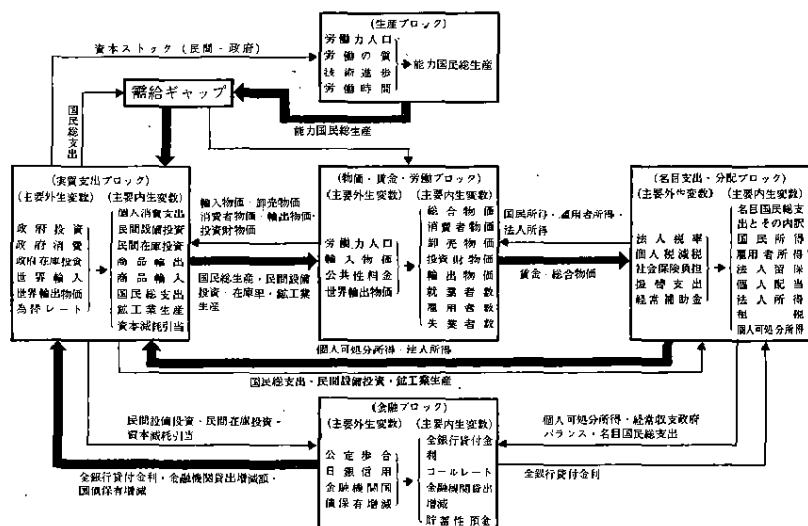 (生産ブロック)
労働力人口
労働の質
技術進歩
労働時間
能力国民総生産
資本ストック(民間・政府)
需給ギャップ
国民総支出
能力国民総生産
(実質支出ブロック)
(主要外生変数)
(主要内生変数)
政府投資
政府消費
政府在庫投資
世界輸入
世界輸出物価
為替レート
個人消費支出
民間設備投資
民間在庫投資
商品輸出
商品輸入
国民総支出
鉱工業生産
資本減耗引当
輸入物価・卸売物価・
消費者物価・輸出物価・
投資財物価
国民総生産・民間設備
投資・在庫率・鉱工業
生産
(物価・賃金・労働ブロック)
(主要外生変数)
(主要内生変数)
労働力人口
輸入物価
公共性料金
世界輸出物価
総合物価
消費者物価
卸売物価
投資財物価
輸出物価
就業者数
雇用者数
失業者数
国民所得・雇用者所得・
法人所得
賃金・総合物価
(名目支出・分配ブロック)
(主要外生変数)
(主要内生変数)
法人税率
個人税減税
社会保険負担
振替支出
経常補助金
名目国民総支
出とその内訳
国民所得
雇用者所得
法人留保
個人配当
法人所得
租税
個人可処分所得
個人可処分所得・法人所得
国民総支出・民間設備投資・鉱工業生産
民間設備投資・民間在庫投資・
資本減耗引当
全銀行貸付金利・金融機関貸出増減額・
国債保有増減
(金融ブロック)
(主要外生変数)
(主要内生変数)
公定歩合
日銀信用
金融機関国
債保有増減
全銀行貸付金
利
コールレート
金融機関貸出
増減
貯蓄性預金
個人可処分所得・経常収支政府
バランス・名目国民総支出
全銀行貸付金利